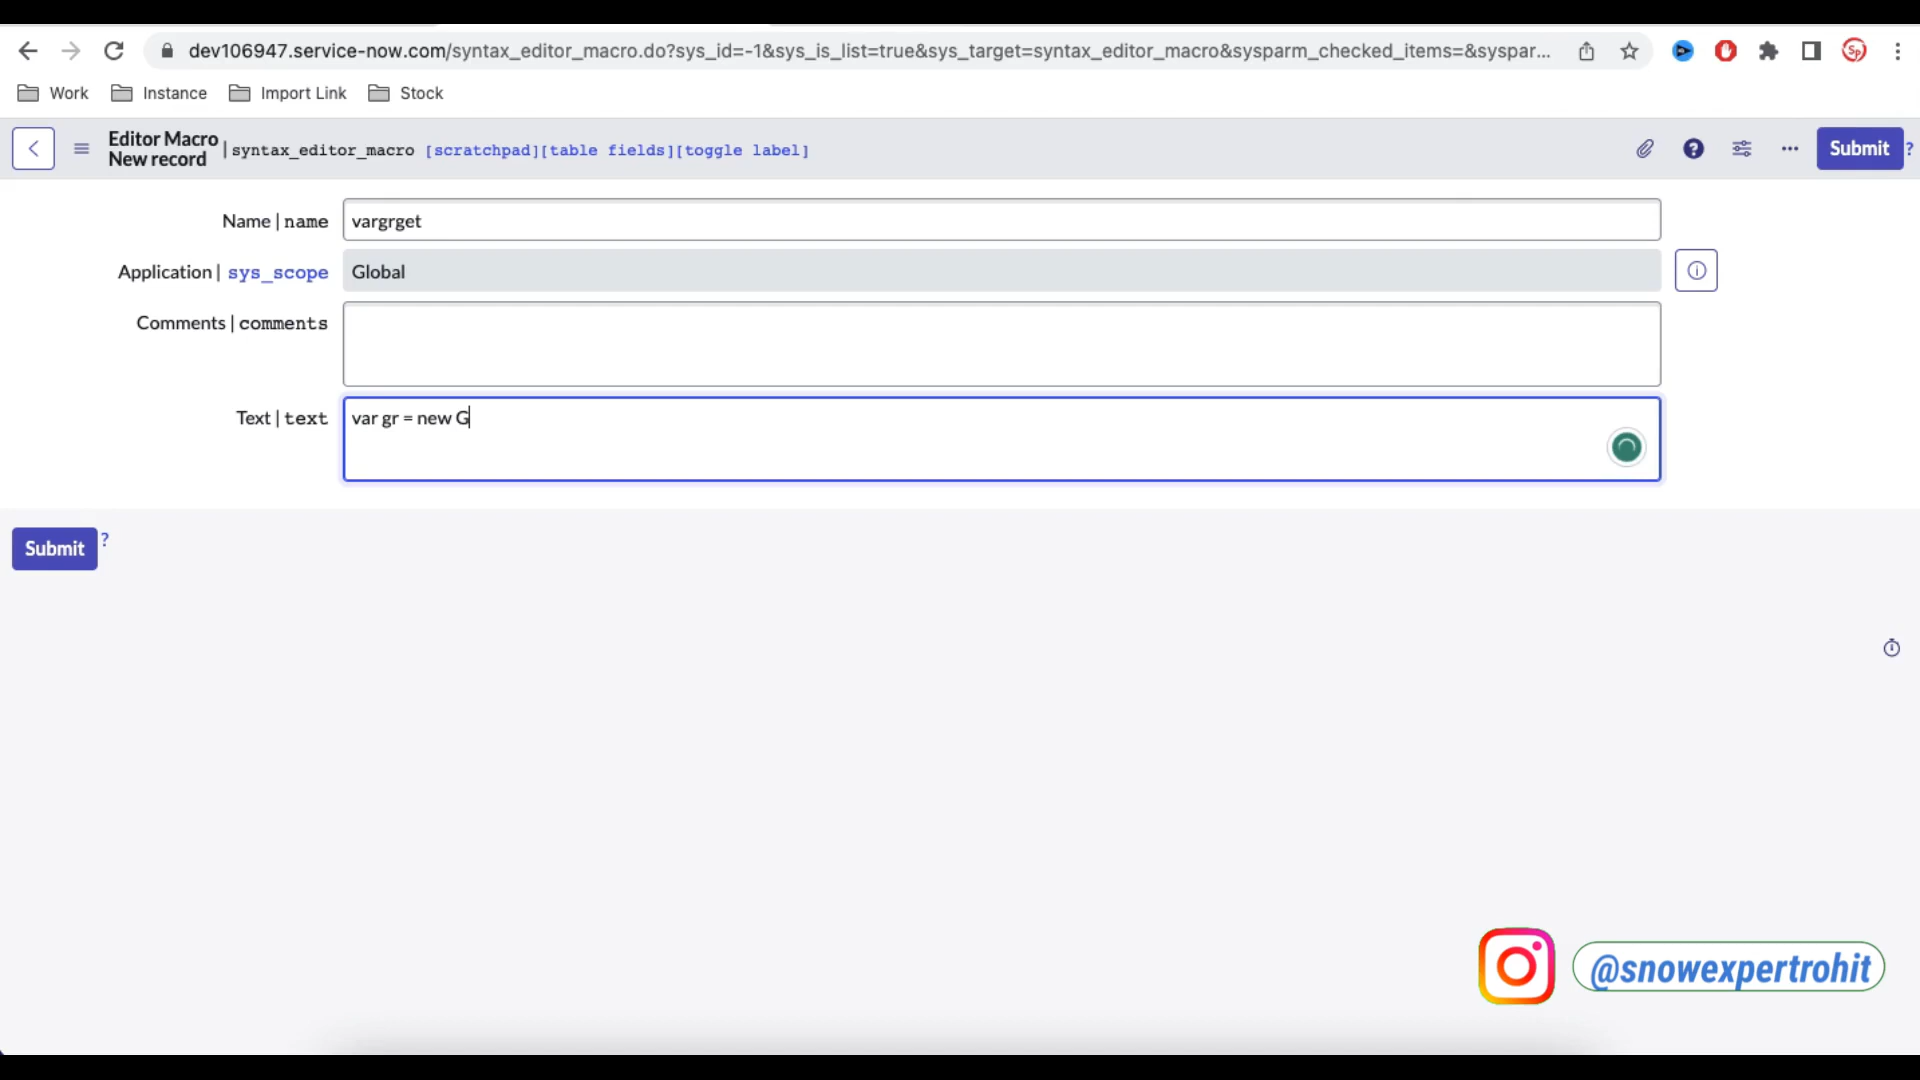 dev106947.service-now.com/syntax_editor_macro.do?sys_id=-1&sys_is_list=true&sys_target=syntax_editor_macro&sysparm_checked_items=&syspar...
Sp
Work Instance Import Link Stock
Editor Macro
New record
| syntax_editor_macro [scratchpad][table fields][toggle label]
Submit ?
Name | name vargrget
Application | sys_scope Global
Comments | comments
Text | text var gr = new G
Submit ?
@snowexpertrohit